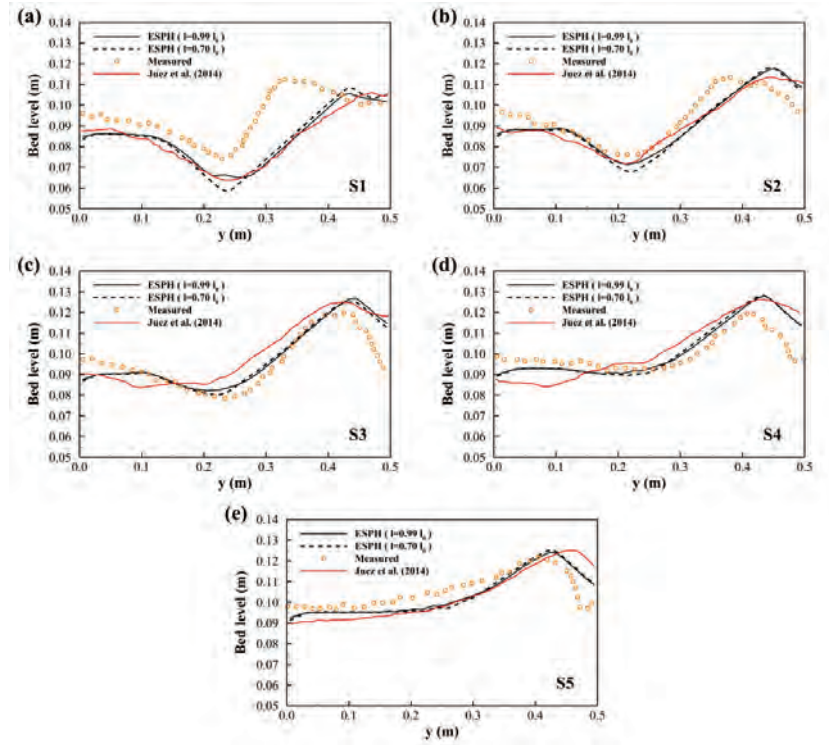 (a)
0.14
0.13
0.12
0.11
0.10
0.09
0.08
0.07
0.06
0.05
Bed level (m)
ESPH ( l=0.99 l0 )
ESPH ( l=0.70 l0 )
Measured
Juez et al. (2014)
S1
0.0 0.1 0.2 0.3 0.4 0.5
y (m)
(b)
0.14
0.13
0.12
0.11
0.10
0.09
0.08
0.07
0.06
0.05
Bed level (m)
ESPH ( l=0.99 l0 )
ESPH ( l=0.70 l0 )
Measured
Juez et al. (2014)
S2
0.0 0.1 0.2 0.3 0.4 0.5
y (m)
(c)
0.14
0.13
0.12
0.11
0.10
0.09
0.08
0.07
0.06
0.05
Bed level (m)
ESPH ( l=0.99 l0 )
ESPH ( l=0.70 l0 )
Measured
Juez et al. (2014)
S3
0.0 0.1 0.2 0.3 0.4 0.5
y (m)
(d)
0.14
0.13
0.12
0.11
0.10
0.09
0.08
0.07
0.06
0.05
Bed level (m)
ESPH ( l=0.99 l0 )
ESPH ( l=0.70 l0 )
Measured
Juez et al. (2014)
S4
0.0 0.1 0.2 0.3 0.4 0.5
y (m)
(e)
0.14
0.13
0.12
0.11
0.10
0.09
0.08
0.07
0.06
0.05
Bed level (m)
ESPH ( l=0.99 l0 )
ESPH ( l=0.70 l0 )
Measured
Juez et al. (2014)
S5
0.0 0.1 0.2 0.3 0.4 0.5
y (m)